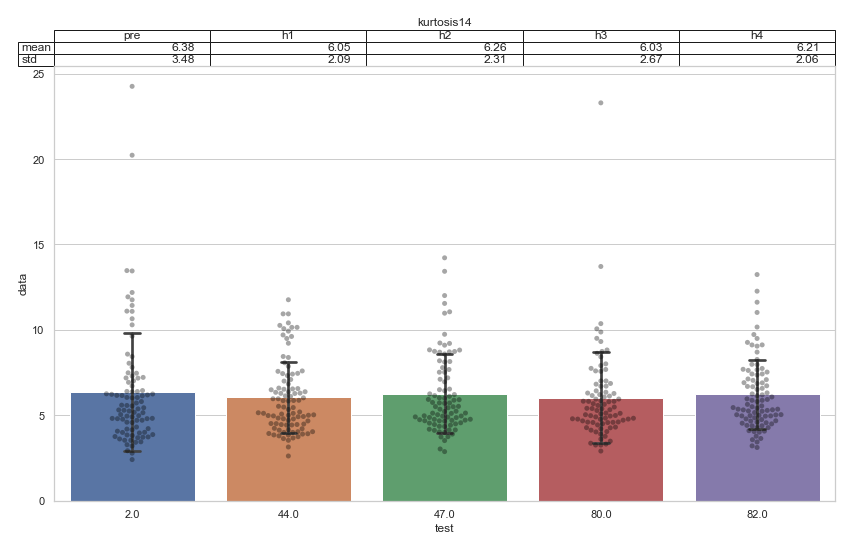 kurtosis14
pre h1 h2 h3 h4
mean 6.38 6.05 6.26 6.03 6.21
std 3.48 2.09 2.31 2.67 2.06
25
20
15
10
5
0
data
2.0 44.0 47.0 80.0 82.0
test